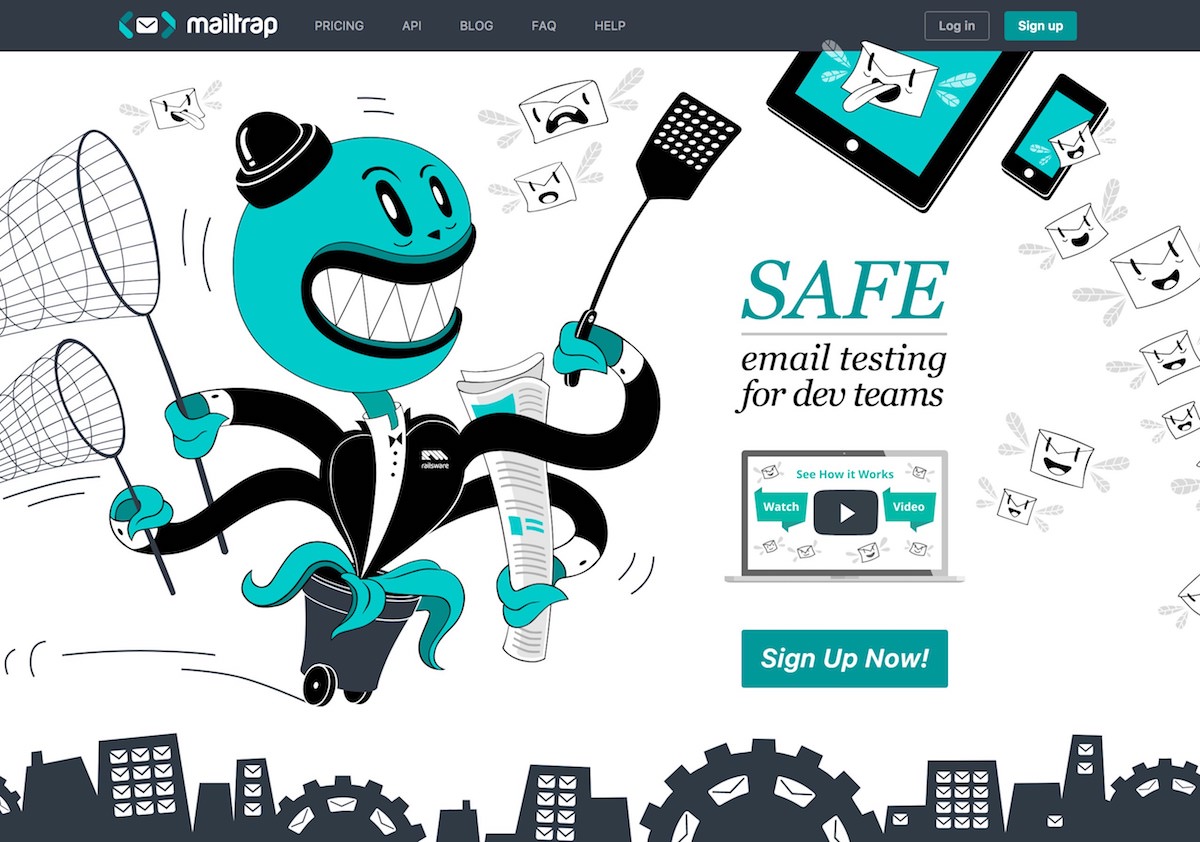 mailtrap
PRICING
API
BLOG
FAQ
HELP
Log in
Sign up
railsware
SAFE
email testing
for dev teams
See How it Works
Watch
Video
Sign Up Now!